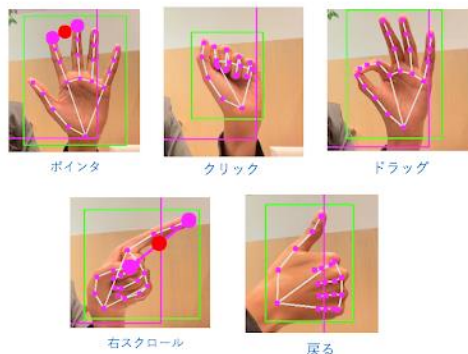 ポインタ
クリック
ドラッグ
右スクロール
戻る